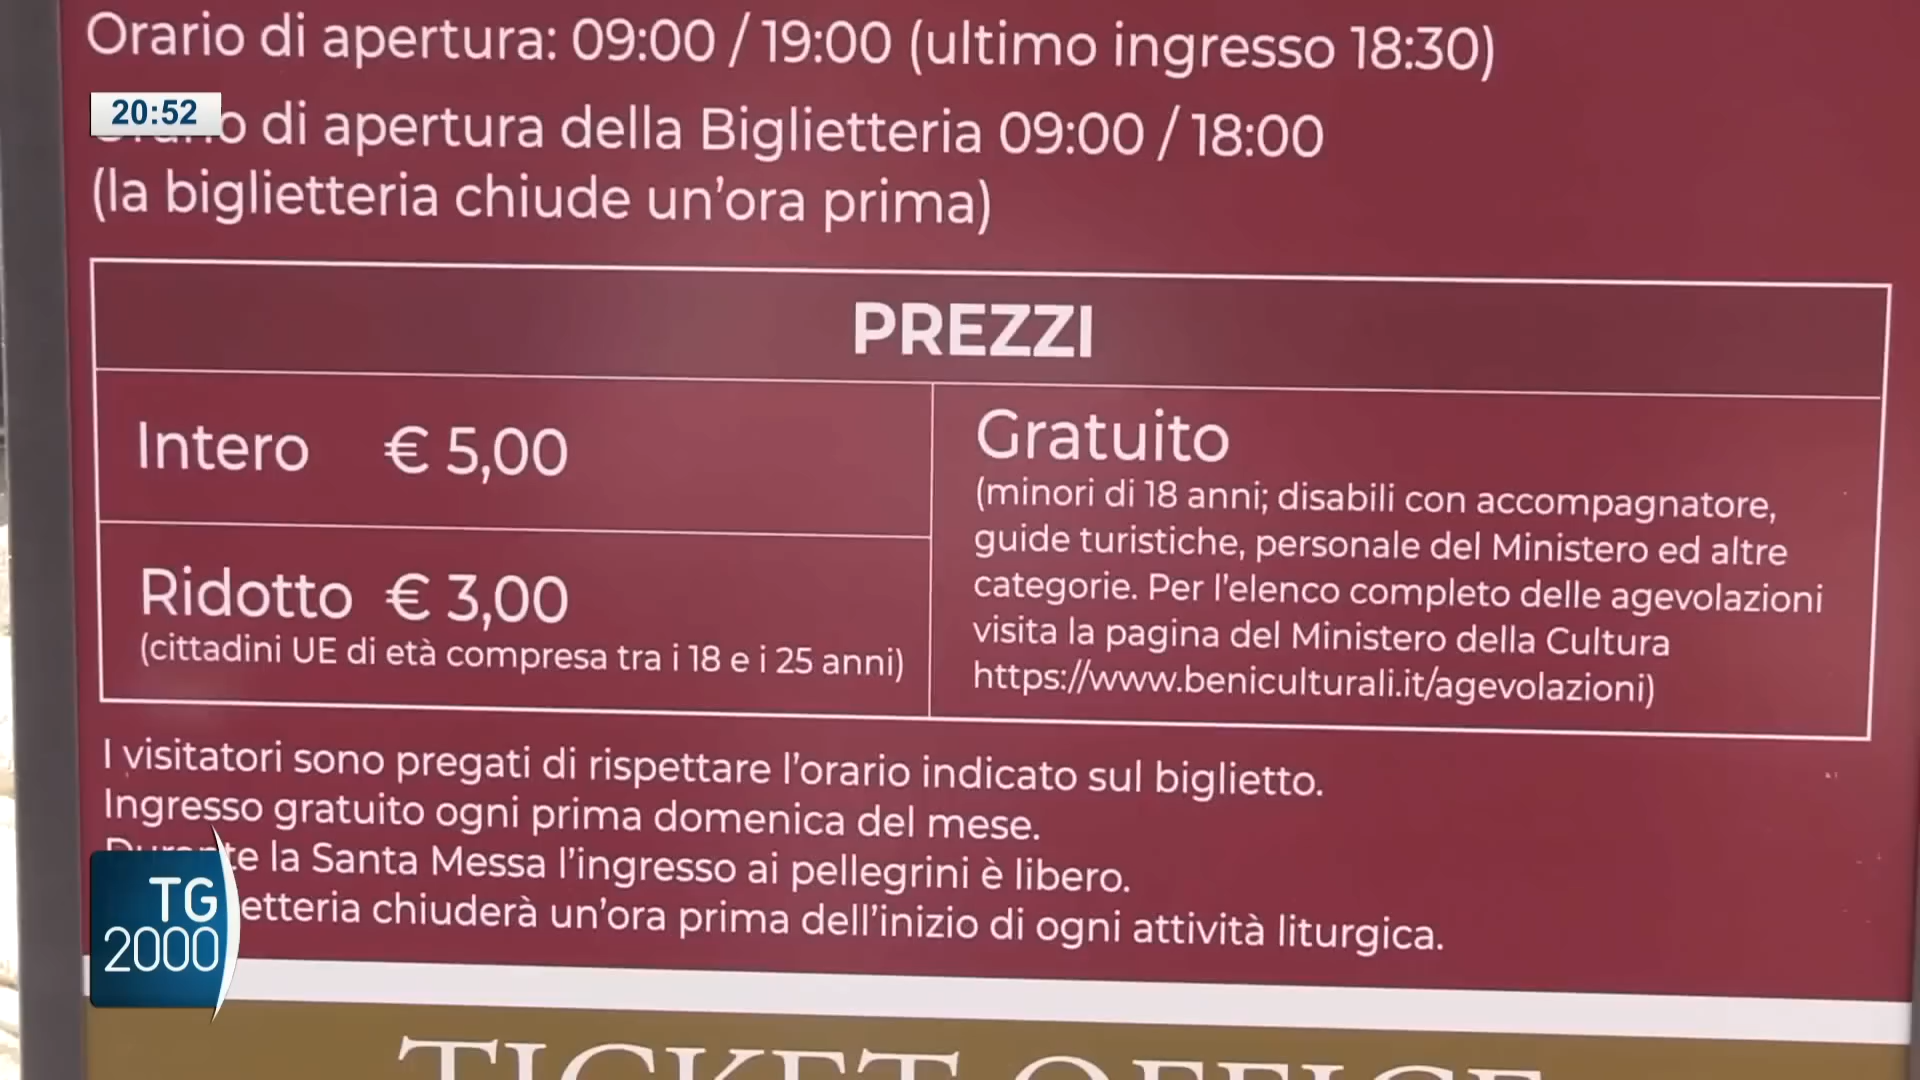 Orario di apertura: 09:00 / 19:00 (ultimo ingresso 18:30)
20:52
di apertura della Biglietteria 09:00 / 18:00
(la biglietteria chiude un'ora prima)
PREZZI
Intero € 5,00
Ridotto € 3,00
(cittadini UE di età compresa tra i 18 e i 25 anni)
Gratuito
(minori di 18 anni; disabili con accompagnatore,
guide turistiche, personale del Ministero ed altre
categorie. Per l'elenco completo delle agevolazioni
visita la pagina del Ministero della Cultura
https://www.beniculturali.it/agevolazioni)
I visitatori sono pregati di rispettare l'orario indicato sul biglietto.
Ingresso gratuito ogni prima domenica del mese.
Durante la Santa Messa l'ingresso ai pellegrini è libero.
etteria chiuderà un'ora prima dell'inizio di ogni attività liturgica.
TG
2000
TICKET OFFICE